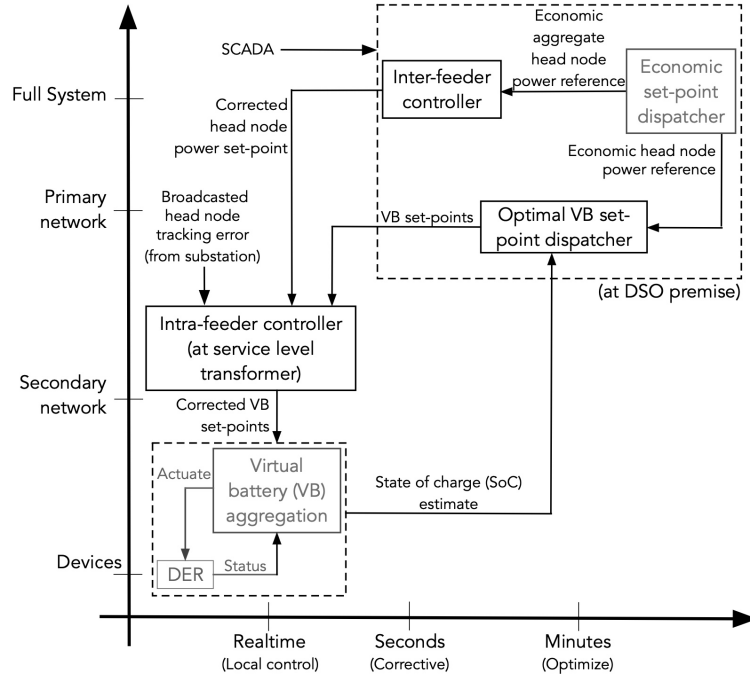 Economic
aggregate
head node
power reference
SCADA
Inter-feeder
controller
Economic
set-point
dispatcher
Full System
Corrected
head node
power set-point
Economic head node
power reference
Primary
network
Broadcasted
head node
tracking error
(from substation)
VB set-points
Optimal VB set-
point dispatcher
(at DSO premise)
Intra-feeder controller
(at service level
transformer)
Secondary
network
Corrected VB
set-points
Actuate
Virtual
battery (VB)
aggregation
State of charge (SoC)
estimate
Devices
DER
Status
Realtime
(Local control)
Seconds
(Corrective)
Minutes
(Optimize)